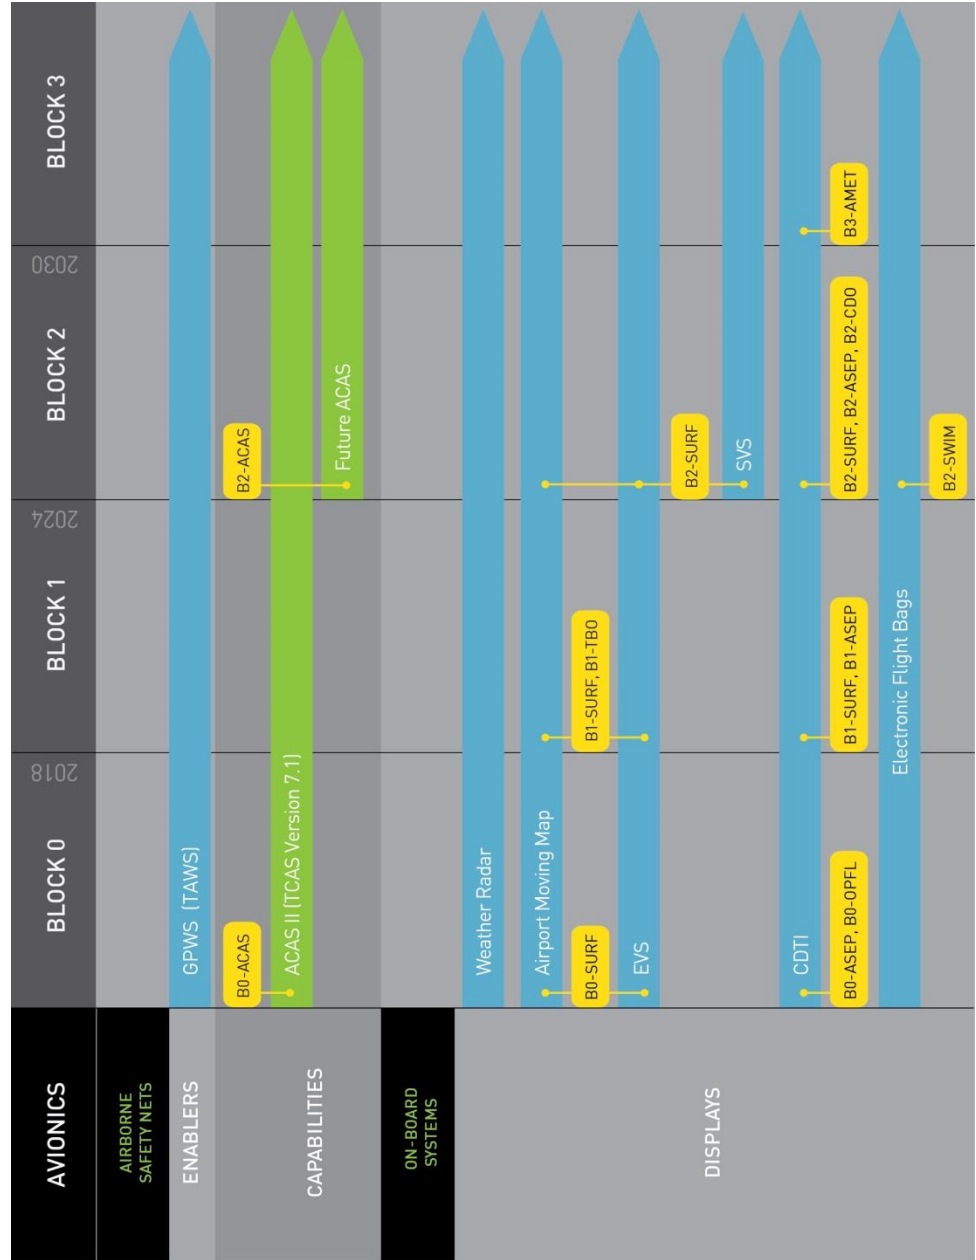 AVIONICS
BLOCK 0
2018
BLOCK 1
2024
BLOCK 2
2030
BLOCK 3
AIRBORNE
SAFETY NETS
ENABLERS
GPWS (TAWS)
CAPABILITIES
B0-ACAS
B2-ACAS
ACAS II (TCAS Version 7.1)
Future ACAS
ON-BOARD
SYSTEMS
DISPLAYS
Weather Radar
Airport Moving Map
B0-SURF
B1-SURF, B1-TBO
EVS
B2-SURF
SVS
CDTI
B0-ASEP, B0-OPFL
B1-SURF, B1-ASEP
B2-SURF, B2-ASEP, B2-CDO
B3-AMET
Electronic Flight Bags
B2-SWIM